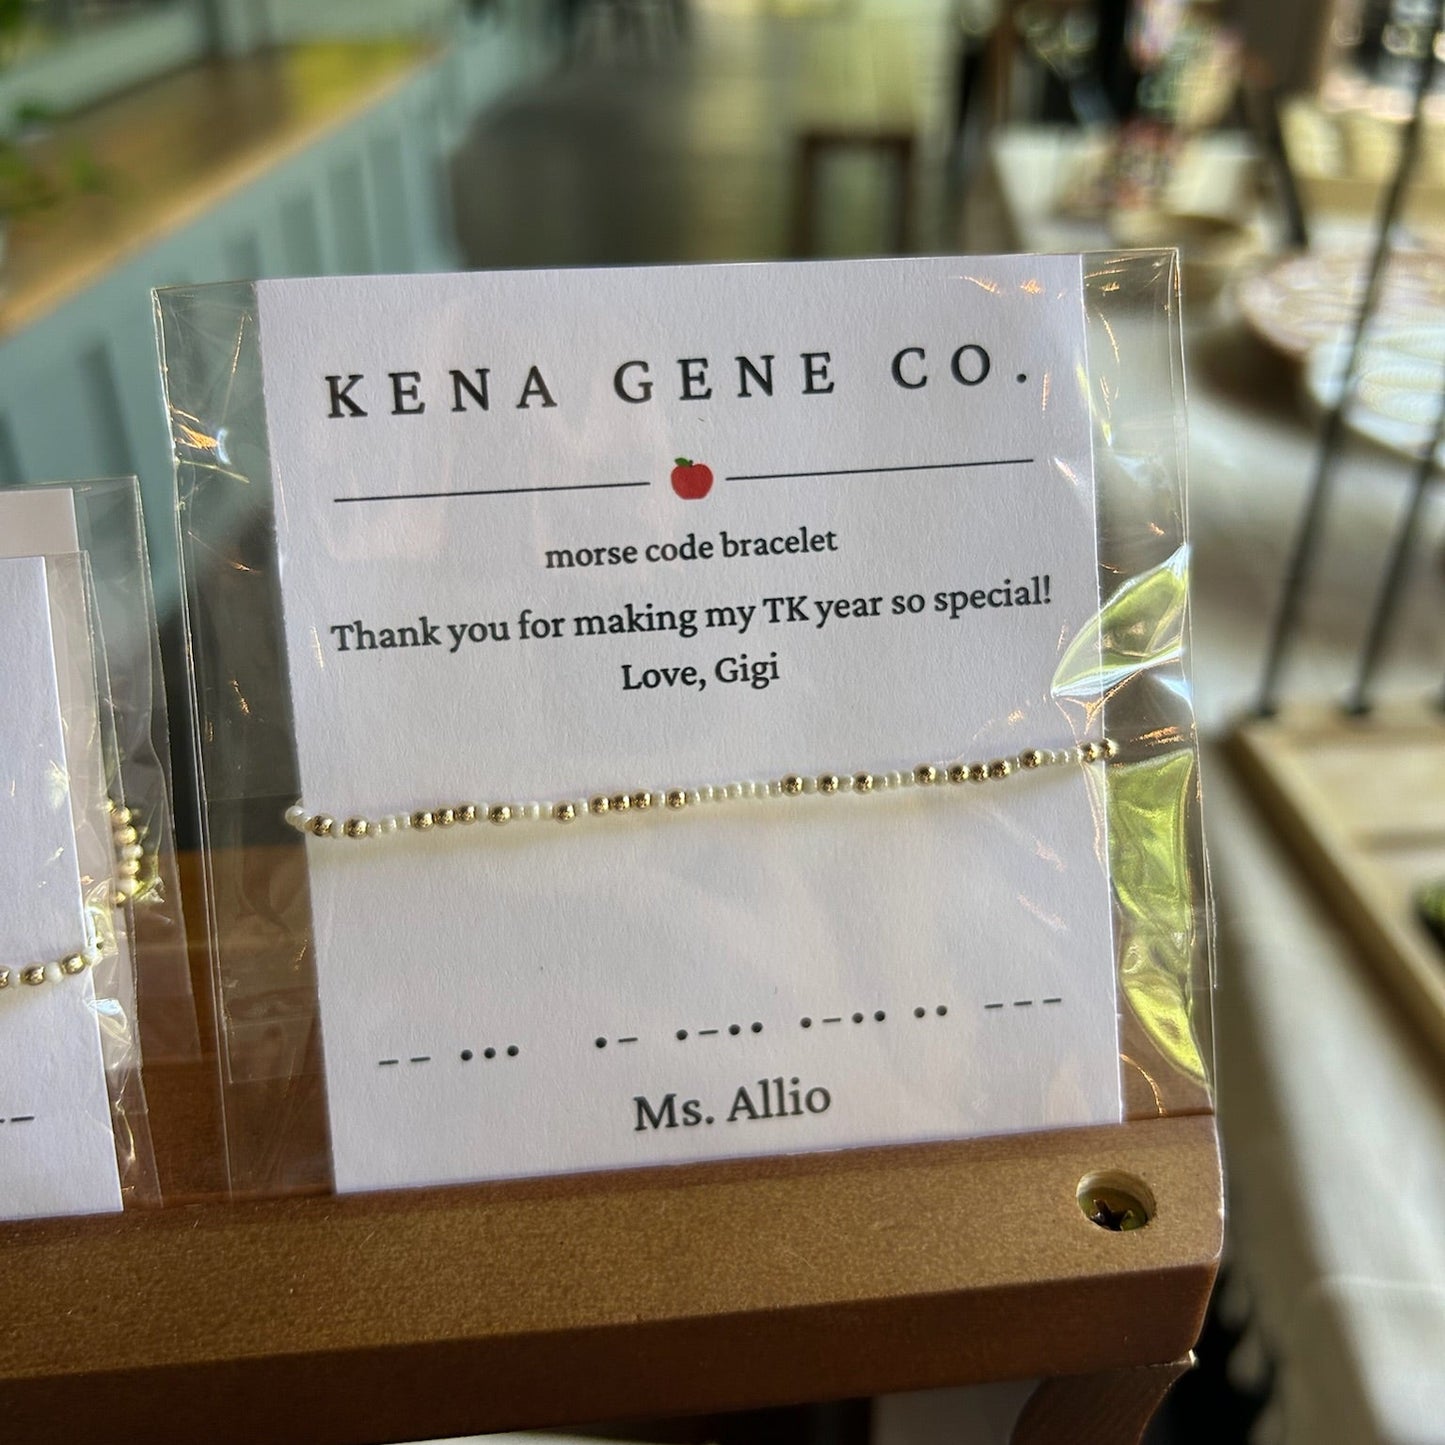 KENA GENE CO.
morse code bracelet
Thank you for making my TK year so special!
Love, Gigi
–– •••   •– •–•• •–•• •• –––
Ms. Allio